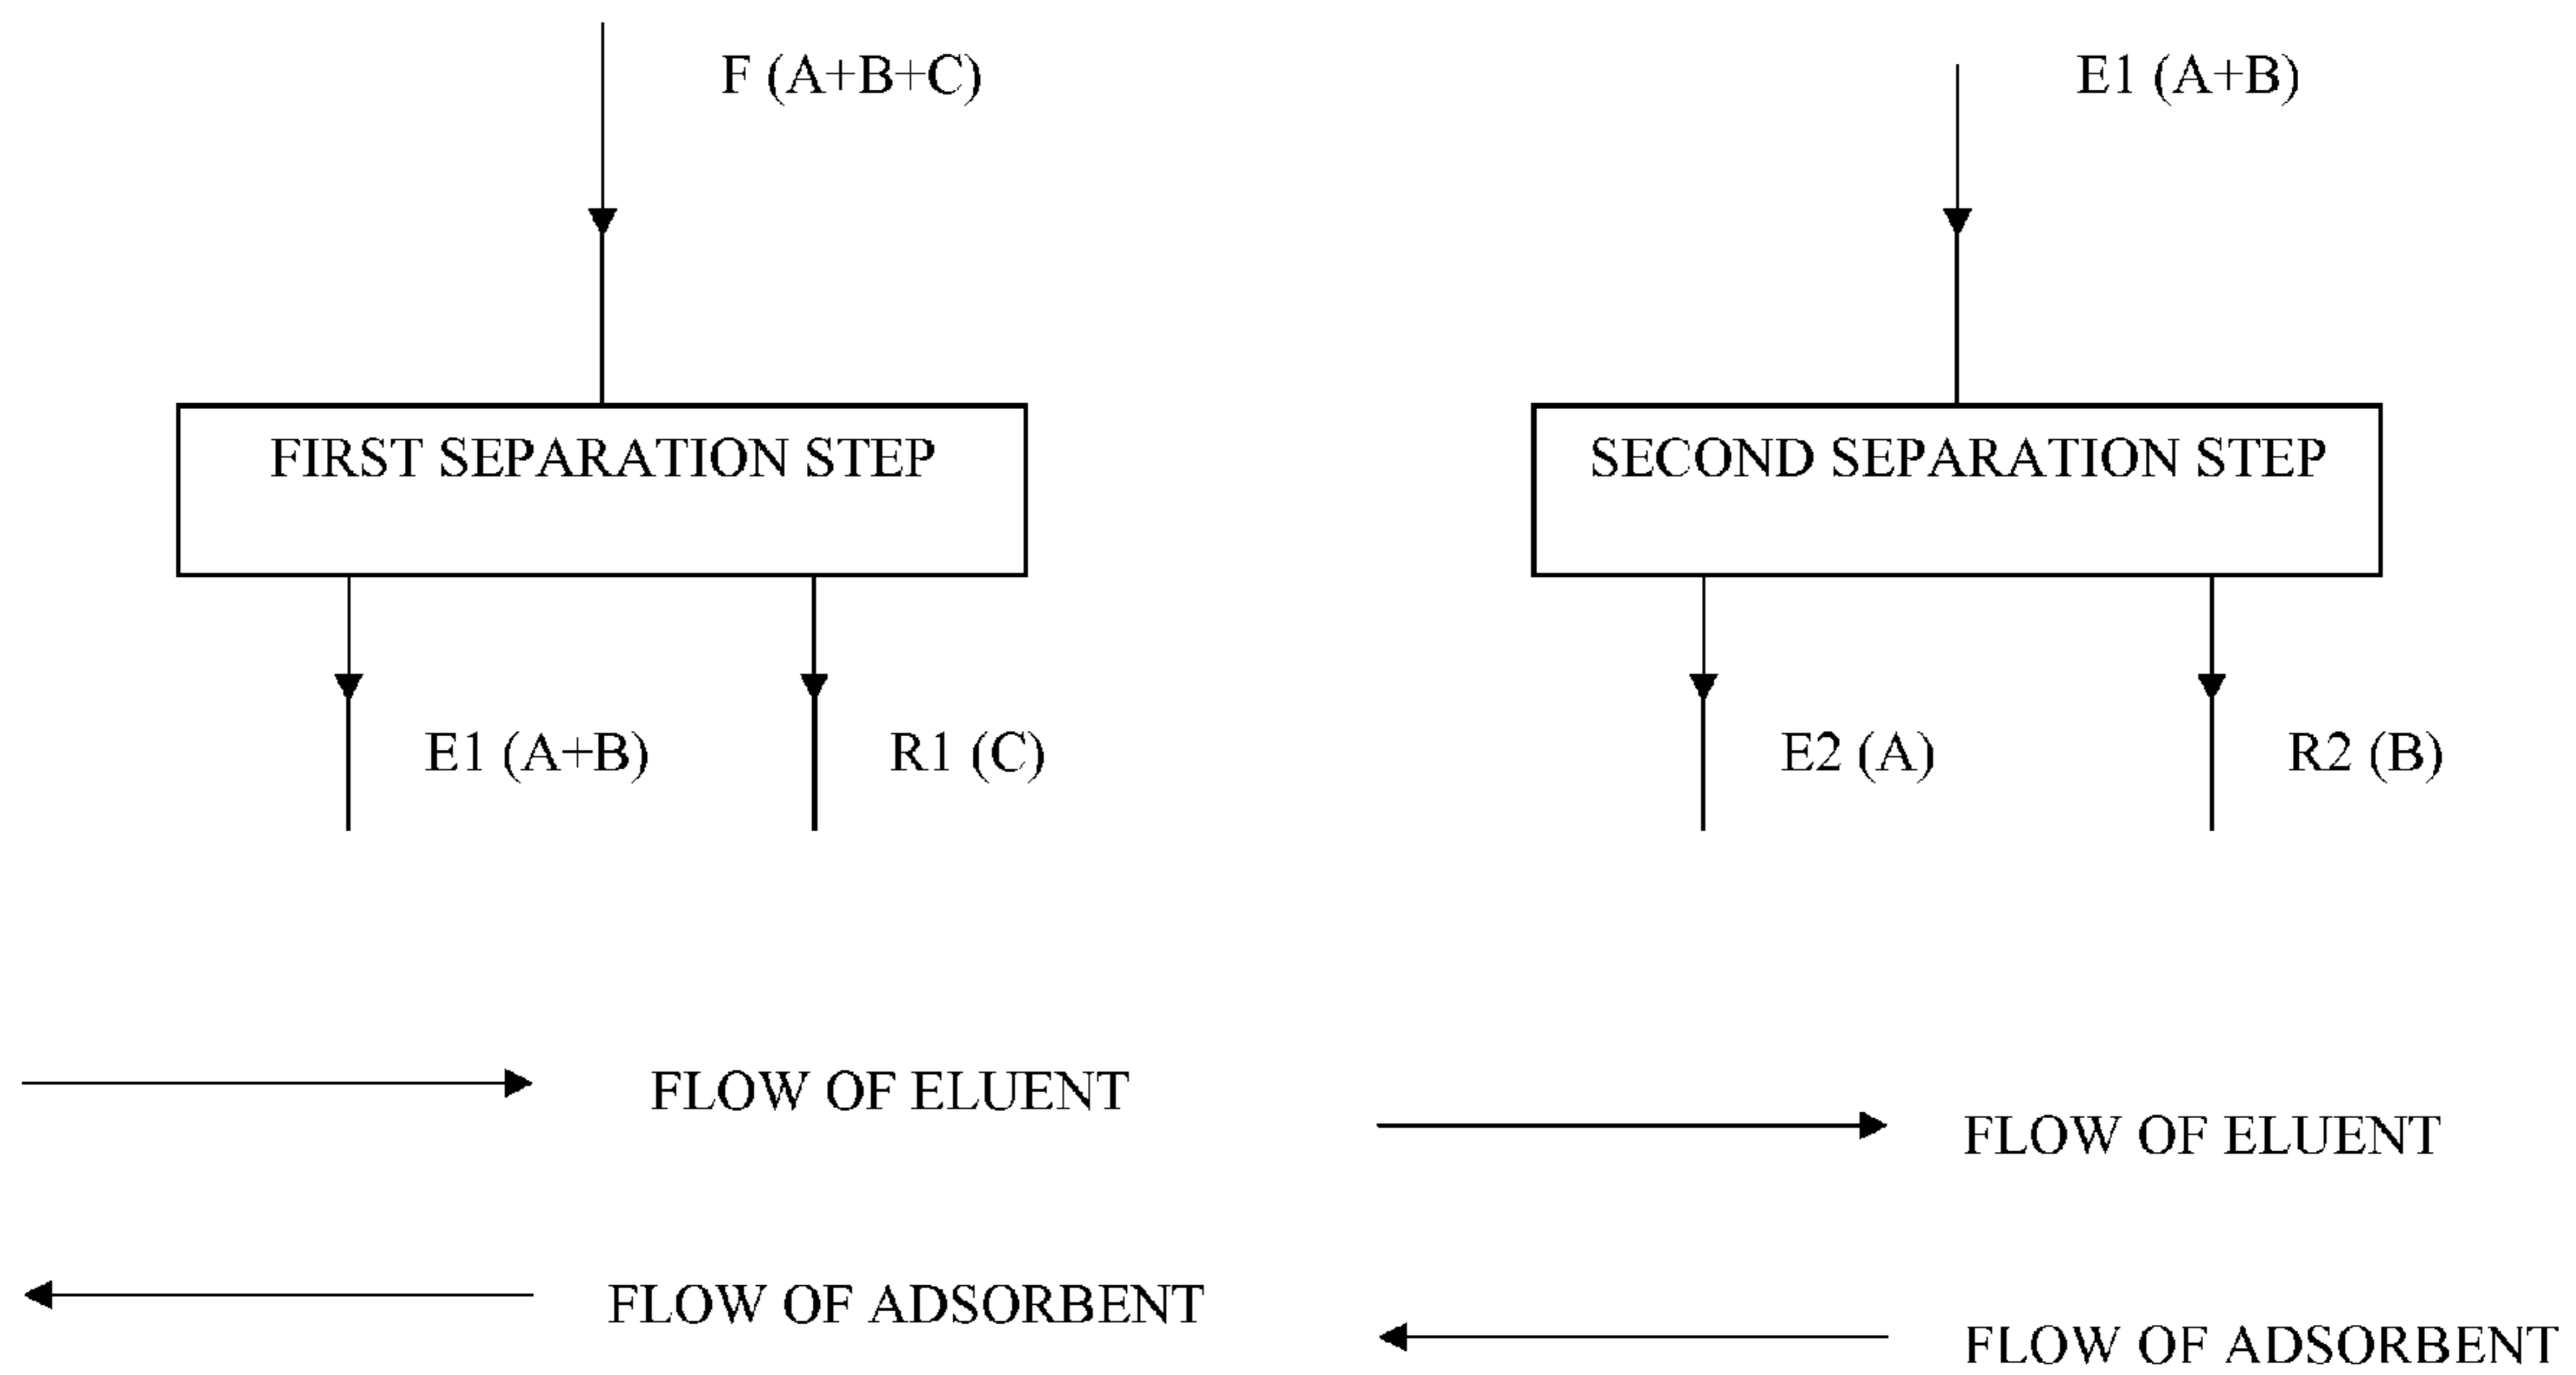 F (A+B+C)
E1 (A+B)
FIRST SEPARATION STEP
SECOND SEPARATION STEP
E1 (A+B)
R1 (C)
E2 (A)
R2 (B)
FLOW OF ELUENT
FLOW OF ELUENT
FLOW OF ADSORBENT
FLOW OF ADSORBENT